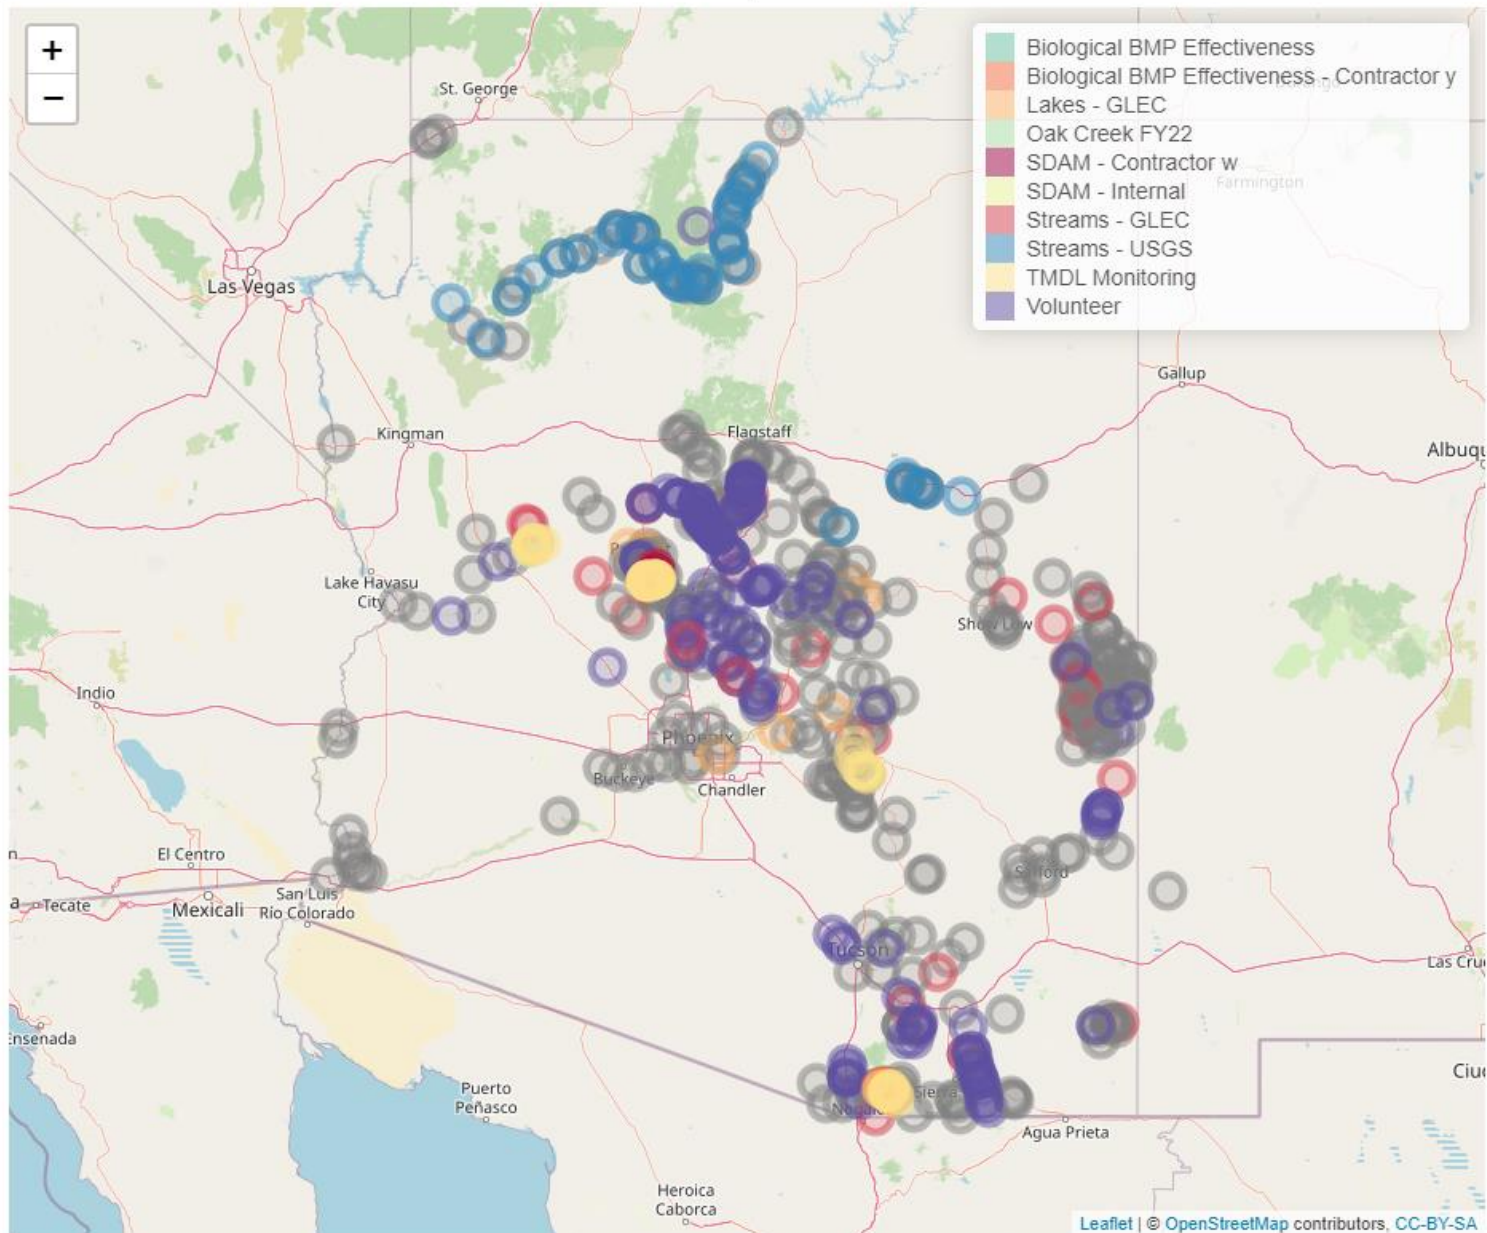 +
−
Biological BMP Effectiveness
Biological BMP Effectiveness - Contractor y
Lakes - GLEC
Oak Creek FY22
SDAM - Contractor w
SDAM - Internal
Streams - GLEC
Streams - USGS
TMDL Monitoring
Volunteer
St. George
Farmington
Las Vegas
Gallup
Kingman
Flagstaff
Albuqu
Lake Havasu
City
Show Low
Indio
Phoenix
Buckeye
Chandler
El Centro
Safford
San Luis
Río Colorado
a
Tecate
Mexicali
Tucson
Las Cruc
Ensenada
Ciud
Puerto
Peñasco
Sierra
Agua Prieta
Heroica
Caborca
Leaflet | © OpenStreetMap contributors, CC-BY-SA